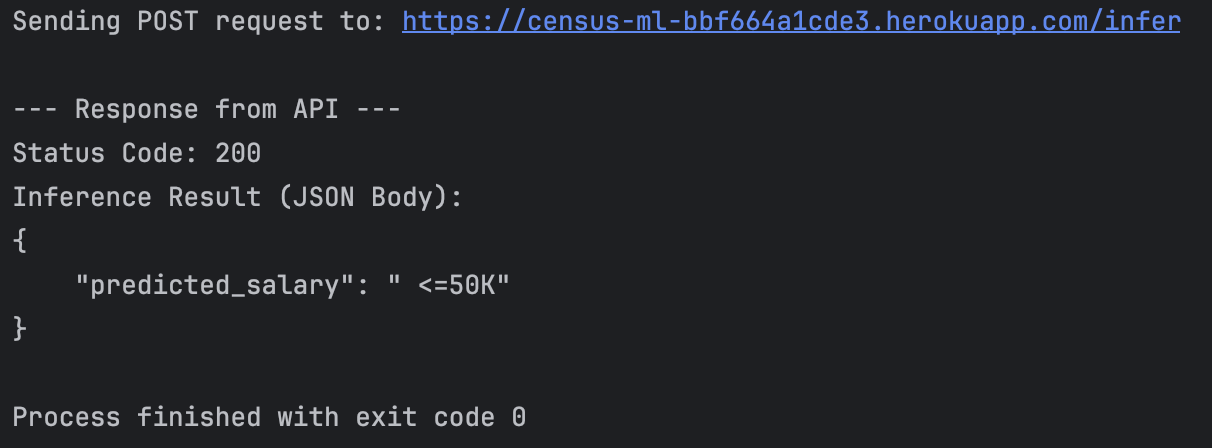 Sending POST request to: https://census-ml-bbf664a1cde3.herokuapp.com/infer
--- Response from API ---
Status Code: 200
Inference Result (JSON Body):
{
    "predicted_salary": " <=50K"
}
Process finished with exit code 0